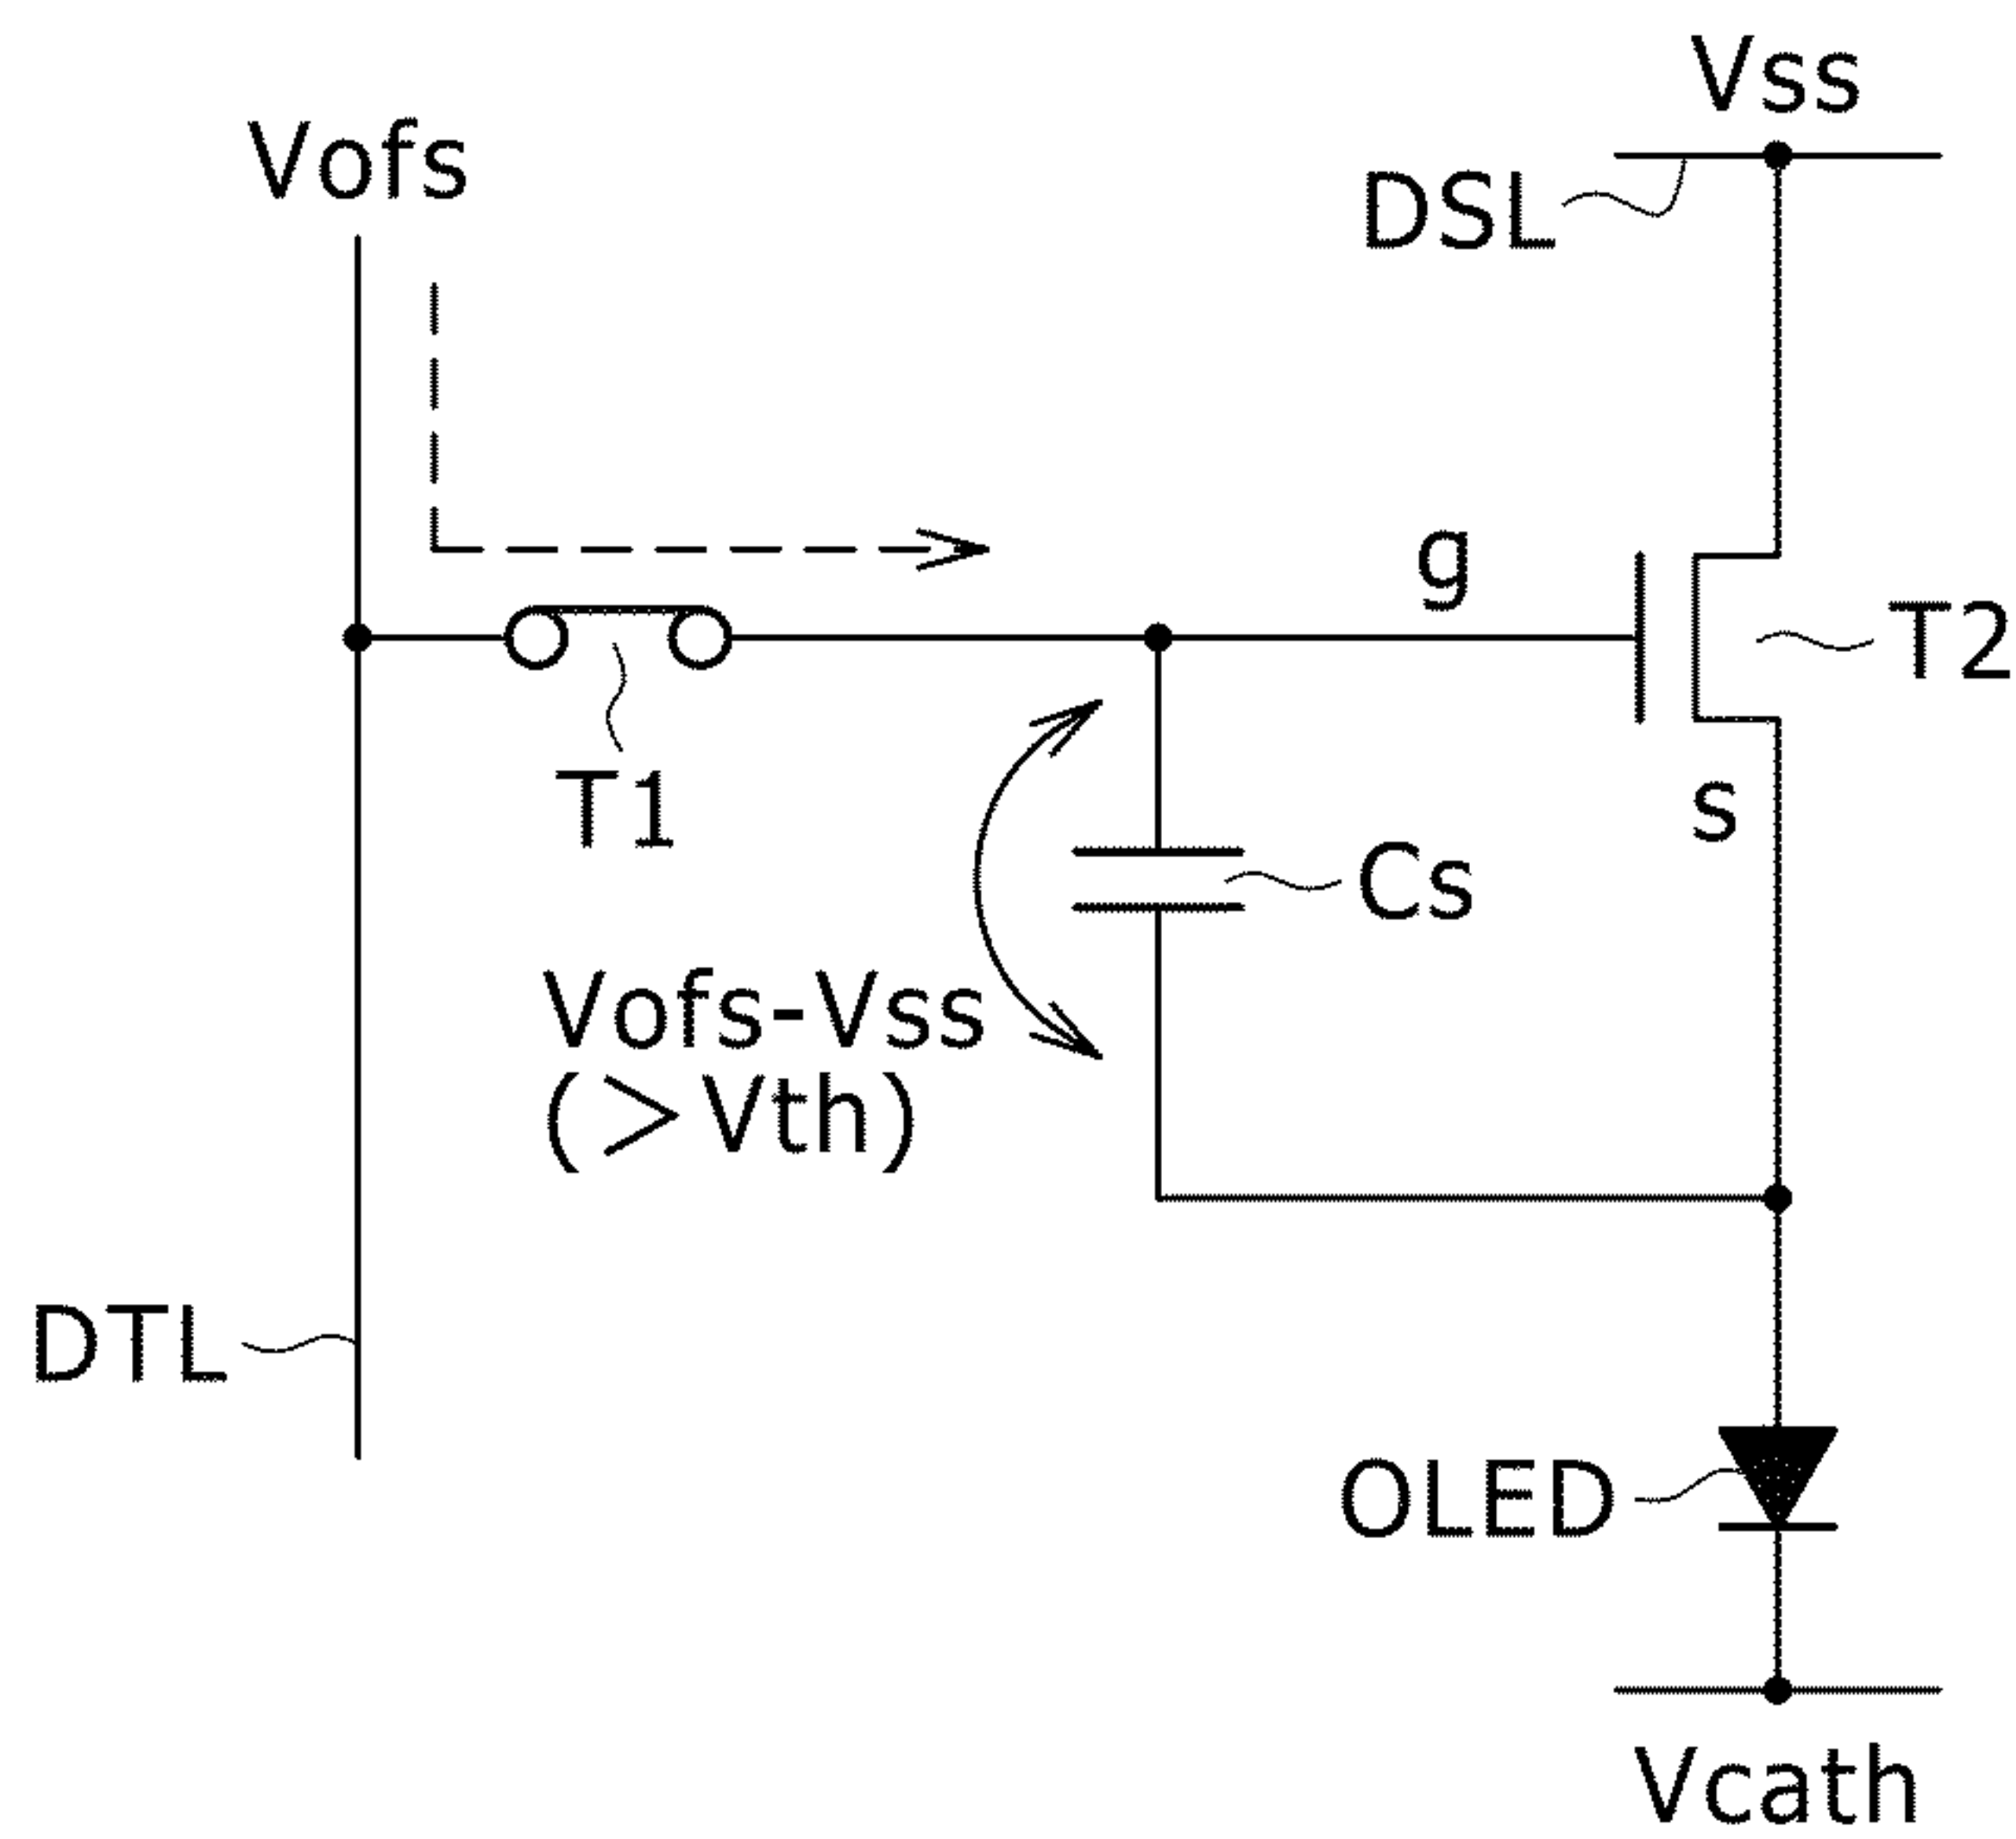 Vss
Vofs
DSL
g
T2
T1
s
Cs
Vofs-Vss
(>Vth)
DTL
OLED
Vcath